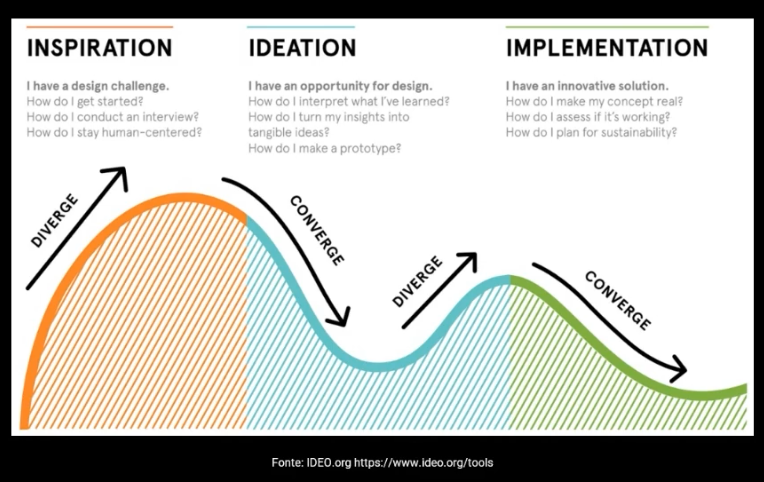 INSPIRATION
I have a design challenge.
How do I get started?
How do I conduct an interview?
How do I stay human-centered?
IDEATION
I have an opportunity for design.
How do I interpret what I've learned?
How do I turn my insights into
tangible ideas?
How do I make a prototype?
IMPLEMENTATION
I have an innovative solution.
How do I make my concept real?
How do I assess if it's working?
How do I plan for sustainability?
DIVERGE
CONVERGE
DIVERGE
CONVERGE
Fonte: IDEO.org https://www.ideo.org/tools